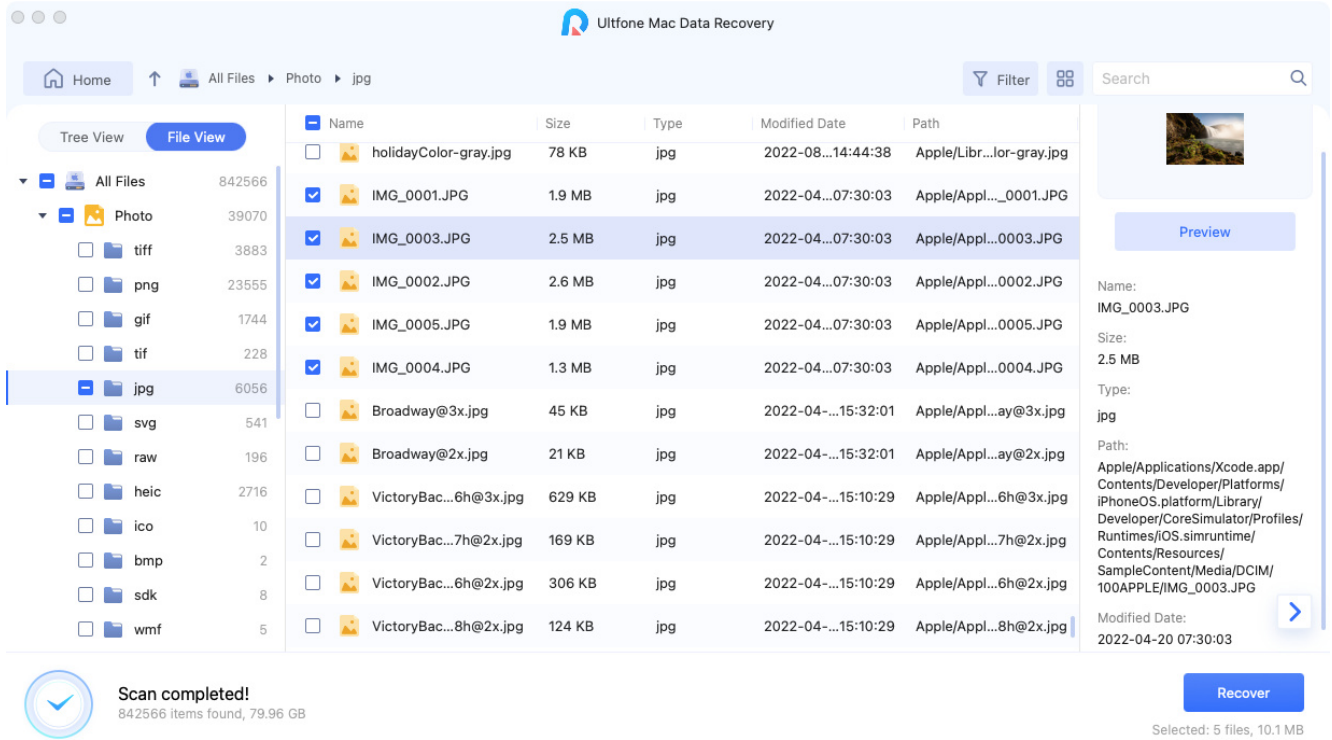 Ultfone Mac Data Recovery
Home All Files Photo jpg Filter Search
Tree View File View
All Files 842566
Photo 39070
tiff 3883
png 23555
gif 1744
tif 228
jpg 6056
svg 541
raw 196
heic 2716
ico 10
bmp 2
sdk 8
wmf 5
Name Size Type Modified Date Path
holidayColor-gray.jpg 78 KB jpg 2022-08...14:44:38 Apple/Libr...lor-gray.jpg
IMG_0001.JPG 1.9 MB jpg 2022-04...07:30:03 Apple/Appl..._0001.JPG
IMG_0003.JPG 2.5 MB jpg 2022-04...07:30:03 Apple/Appl...0003.JPG
IMG_0002.JPG 2.6 MB jpg 2022-04...07:30:03 Apple/Appl...0002.JPG
IMG_0005.JPG 1.9 MB jpg 2022-04...07:30:03 Apple/Appl...0005.JPG
IMG_0004.JPG 1.3 MB jpg 2022-04...07:30:03 Apple/Appl...0004.JPG
Broadway@3x.jpg 45 KB jpg 2022-04-...15:32:01 Apple/Appl...ay@3x.jpg
Broadway@2x.jpg 21 KB jpg 2022-04-...15:32:01 Apple/Appl...ay@2x.jpg
VictoryBac...6h@3x.jpg 629 KB jpg 2022-04-...15:10:29 Apple/Appl...6h@3x.jpg
VictoryBac...7h@2x.jpg 169 KB jpg 2022-04-...15:10:29 Apple/Appl...7h@2x.jpg
VictoryBac...6h@2x.jpg 306 KB jpg 2022-04-...15:10:29 Apple/Appl...6h@2x.jpg
VictoryBac...8h@2x.jpg 124 KB jpg 2022-04-...15:10:29 Apple/Appl...8h@2x.jpg
Preview
Name:
IMG_0003.JPG
Size:
2.5 MB
Type:
jpg
Path:
Apple/Applications/Xcode.app/
Contents/Developer/Platforms/
iPhoneOS.platform/Library/
Developer/CoreSimulator/Profiles/
Runtimes/iOS.simruntime/
Contents/Resources/
SampleContent/Media/DCIM/
100APPLE/IMG_0003.JPG
Modified Date:
2022-04-20 07:30:03
Scan completed!
842566 items found, 79.96 GB
Recover
Selected: 5 files, 10.1 MB